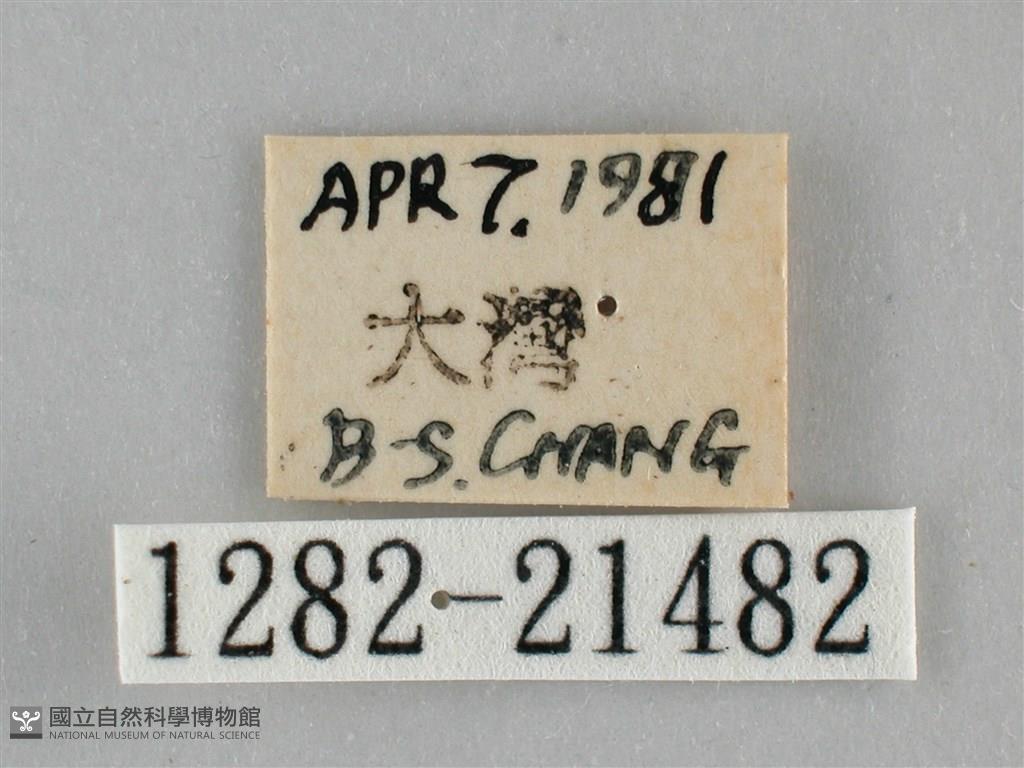 APR 7. 1981
大灣
B-S. CHANG
1282-21482
國立自然科學博物館
NATIONAL MUSEUM OF NATURAL SCIENCE